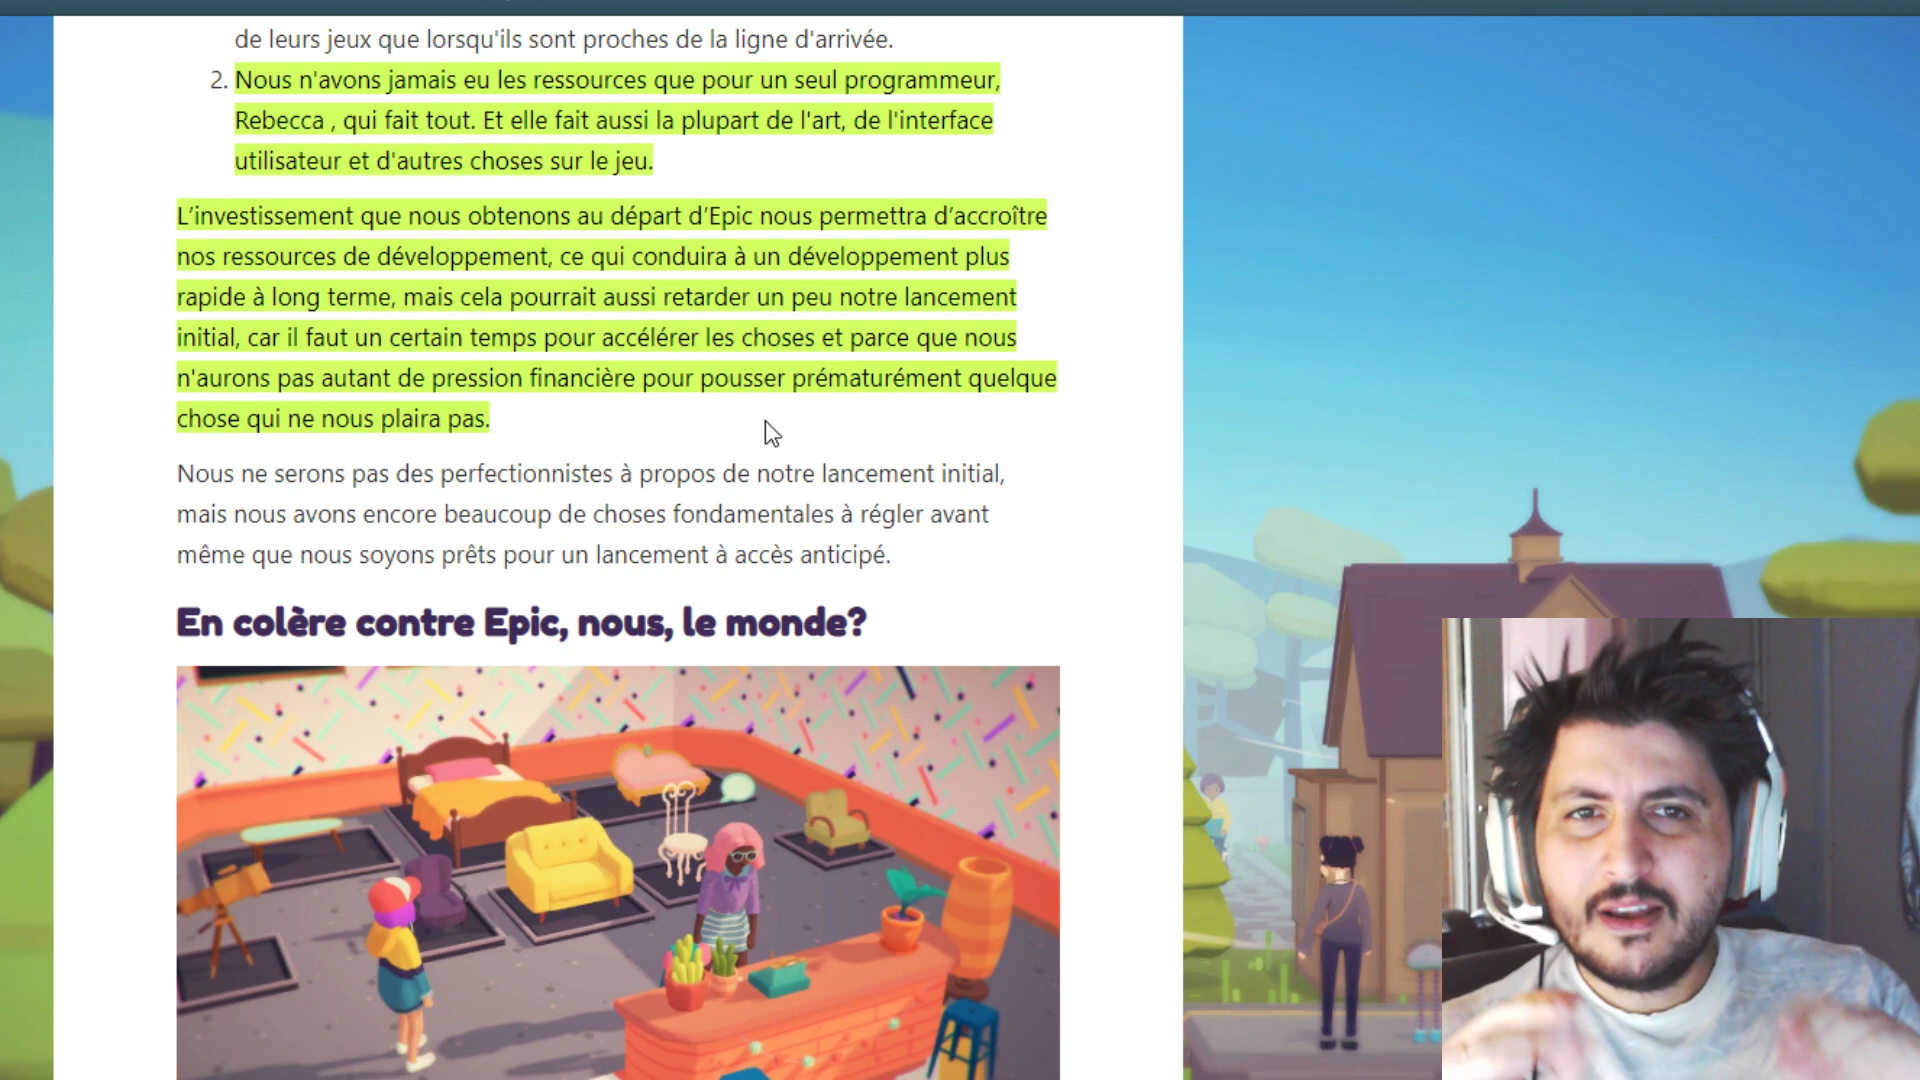 de leurs jeux que lorsqu'ils sont proches de la ligne d'arrivée.
2. Nous n'avons jamais eu les ressources que pour un seul programmeur,
Rebecca , qui fait tout. Et elle fait aussi la plupart de l'art, de l'interface
utilisateur et d'autres choses sur le jeu.
L’investissement que nous obtenons au départ d’Epic nous permettra d’accroître
nos ressources de développement, ce qui conduira à un développement plus
rapide à long terme, mais cela pourrait aussi retarder un peu notre lancement
initial, car il faut un certain temps pour accélérer les choses et parce que nous
n'aurons pas autant de pression financière pour pousser prématurément quelque
chose qui ne nous plaira pas.
Nous ne serons pas des perfectionnistes à propos de notre lancement initial,
mais nous avons encore beaucoup de choses fondamentales à régler avant
même que nous soyons prêts pour un lancement à accès anticipé.
En colère contre Epic, nous, le monde?